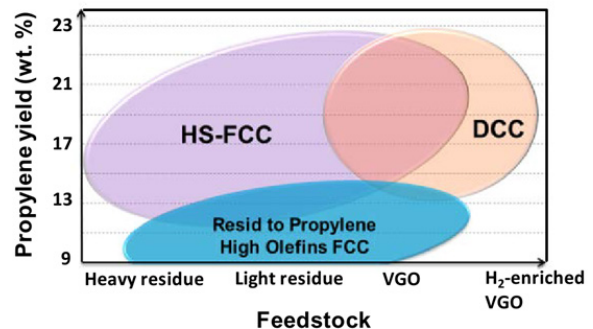 Propylene yield (wt. %)
23
21
17
13
9
HS-FCC
DCC
Resid to Propylene
High Olefins FCC
Heavy residue
Light residue
VGO
H₂-enriched
VGO
Feedstock